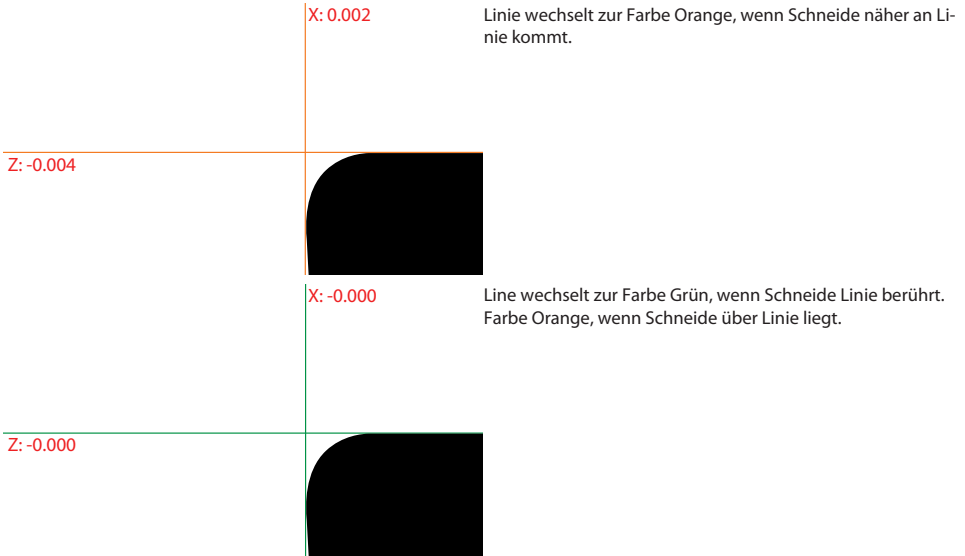 X: 0.002
Linie wechselt zur Farbe Orange, wenn Schneide näher an Li-
nie kommt.
Z: -0.004
X: -0.000
Line wechselt zur Farbe Grün, wenn Schneide Linie berührt.
Farbe Orange, wenn Schneide über Linie liegt.
Z: -0.000